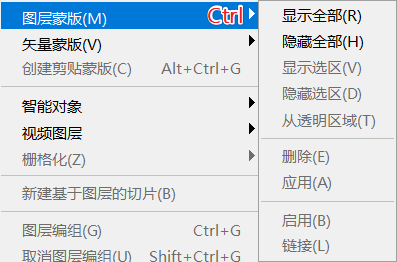 图层蒙版(M) Ctrl
矢量蒙版(V)
创建剪贴蒙版(C) Alt+Ctrl+G
智能对象
视频图层
栅格化(Z)
新建基于图层的切片(B)
图层编组(G) Ctrl+G
取消图层编组(U) Shift+Ctrl+G
显示全部(R)
隐藏全部(H)
显示选区(V)
隐藏选区(D)
从透明区域(T)
删除(E)
应用(A)
启用(B)
链接(L)